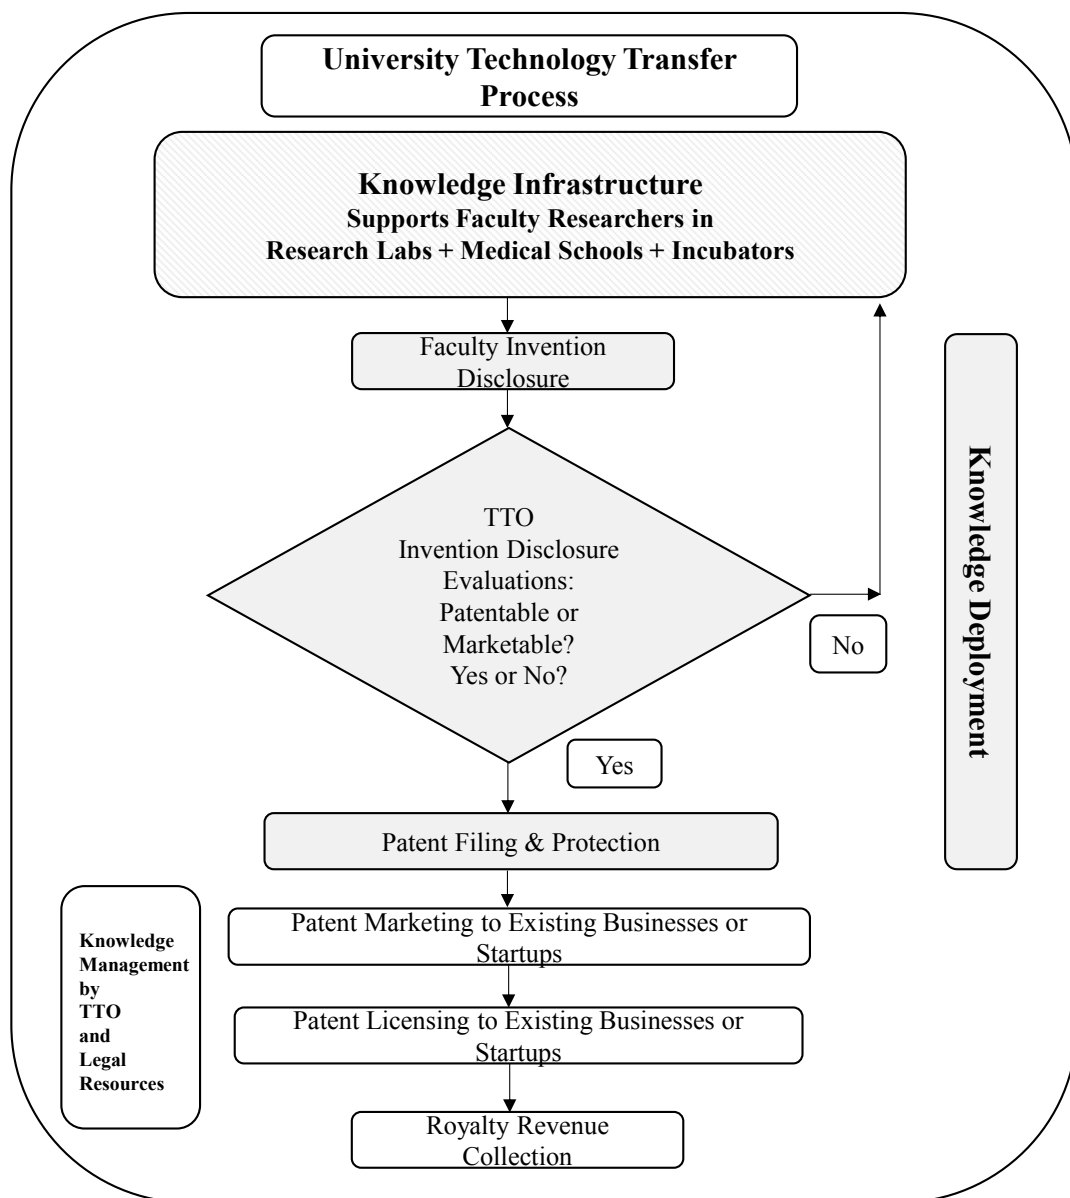 University Technology Transfer
Process
Knowledge Infrastructure
Supports Faculty Researchers in
Research Labs + Medical Schools + Incubators
Faculty Invention
Disclosure
TTO
Invention Disclosure
Evaluations:
Patentable or
Marketable?
Yes or No?
No
Yes
Knowledge Deployment
Patent Filing & Protection
Knowledge
Management
by
TTO
and
Legal
Resources
Patent Marketing to Existing Businesses or
Startups
Patent Licensing to Existing Businesses or
Startups
Royalty Revenue
Collection